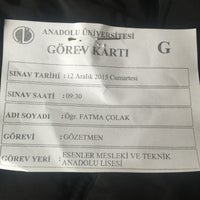 ANADOLU ÜNİVERSİTESİ
GÖREV KARTI G
SINAV TARİHİ : 12 Aralık 2015 Cumartesi
SINAV SAATİ : 09:30
ADI SOYADI : Öğr. FATMA ÇOLAK
GÖREVİ : GÖZETMEN
GÖREV YERİ : ESENLER MESLEKİ VE TEKNİK
ANADOLU LİSESİ